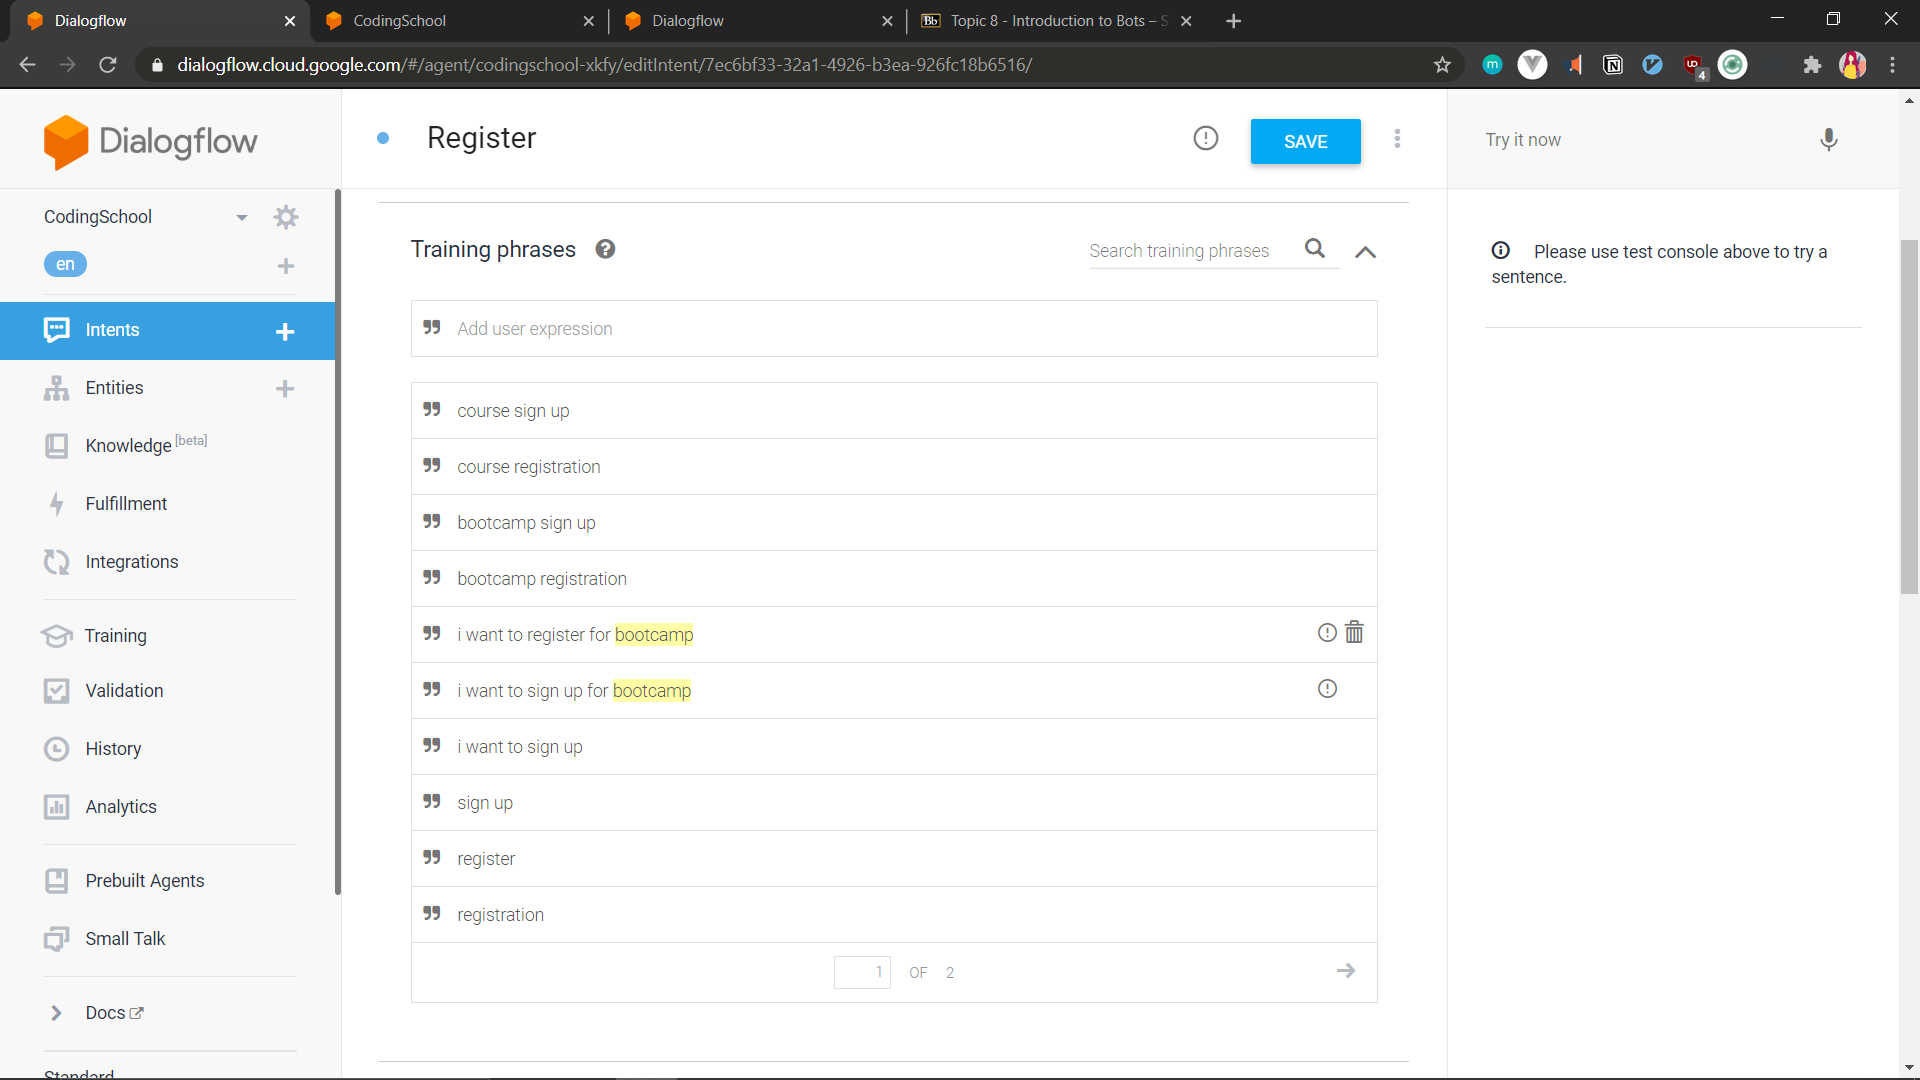 Dialogflow
CodingSchool
Dialogflow
Bb Topic 8 - Introduction to Bots – S
dialogflow.cloud.google.com/#/agent/codingschool-xkfy/editIntent/7ec6bf33-32a1-4926-b3ea-926fc18b6516/
m
4
Dialogflow
Register
SAVE
Try it now
CodingSchool
en
Training phrases
Search training phrases
Please use test console above to try a
sentence.
Add user expression
Intents
Entities
Knowledge [beta]
Fulfillment
Integrations
Training
Validation
History
Analytics
Prebuilt Agents
Small Talk
Docs
Standard
course sign up
course registration
bootcamp sign up
bootcamp registration
i want to register for bootcamp
i want to sign up for bootcamp
i want to sign up
sign up
register
registration
1 OF 2